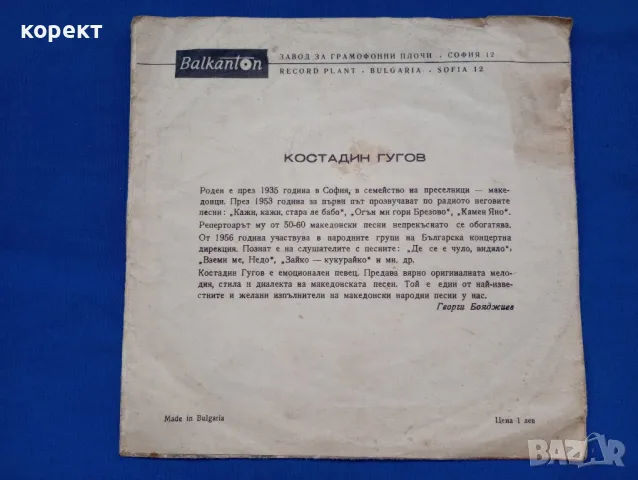 корект
Balkanton
ЗАВОД ЗА ГРАМОФОННИ ПЛОЧИ · СОФИЯ 12
RECORD PLANT · BULGARIA · SOFIA 12
КОСТАДИН ГУГОВ
Роден е през 1935 година в София, в семейство на преселници — маке-
донци. През 1953 година за първи път прозвучават по радиото неговите
песни: „Кажи, кажи, стара ле бабо“, „Огън ми гори Брезово“, „Камен Яно“.
Репертоарът му от 50-60 македонски песни непрекъснато се обогатява.
От 1956 година участвува в народните групи на Българска концертна
дирекция. Познат е на слушателите с песните: „Де се е чуло, видяло“,
„Вземи ме, Недо“, „Зайко — кукурайко“ и мн. др.
Костадин Гугов е емоционален певец. Предава вярно оригиналната мело-
дия, стила и диалекта на македонската песен. Той е един от най-изве-
стните и желани изпълнители на македонски народни песни у нас.
Георги Бояджиев
Made in Bulgaria
Цена 1 лев
BAZAR